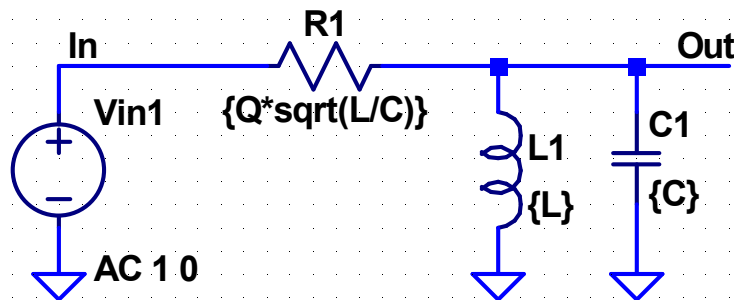 R1
In
Out
Vin1
{Q*sqrt(L/C)}
C1
L1
{L}
{C}
AC 1 0